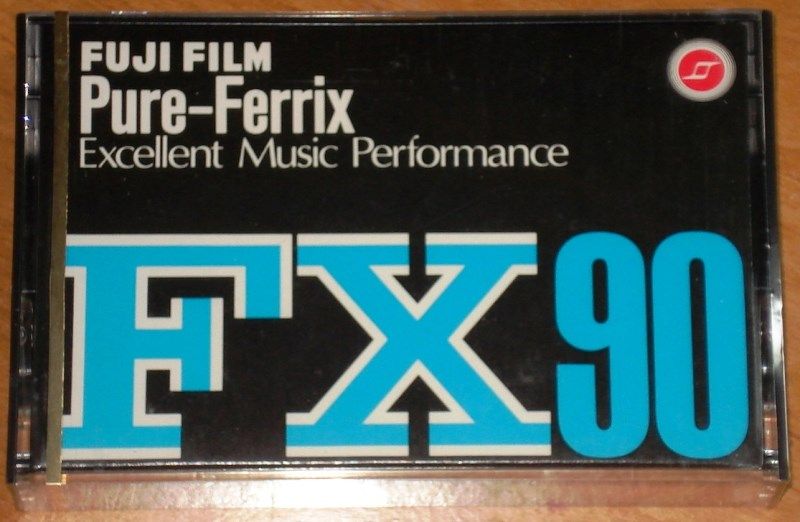 FUJI FILM
Pure-Ferrix
Excellent Music Performance
FX90